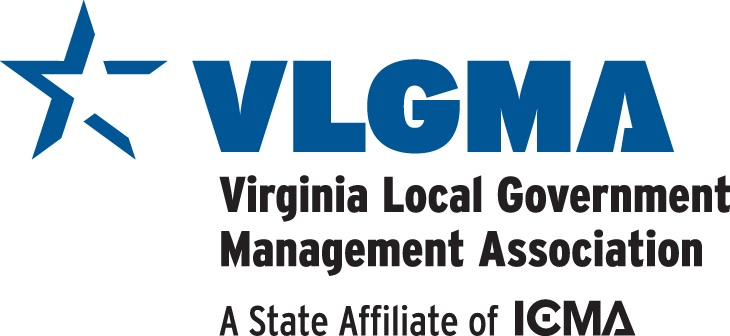 VLGMA
Virginia Local Government
Management Association
A State Affiliate of ICMA